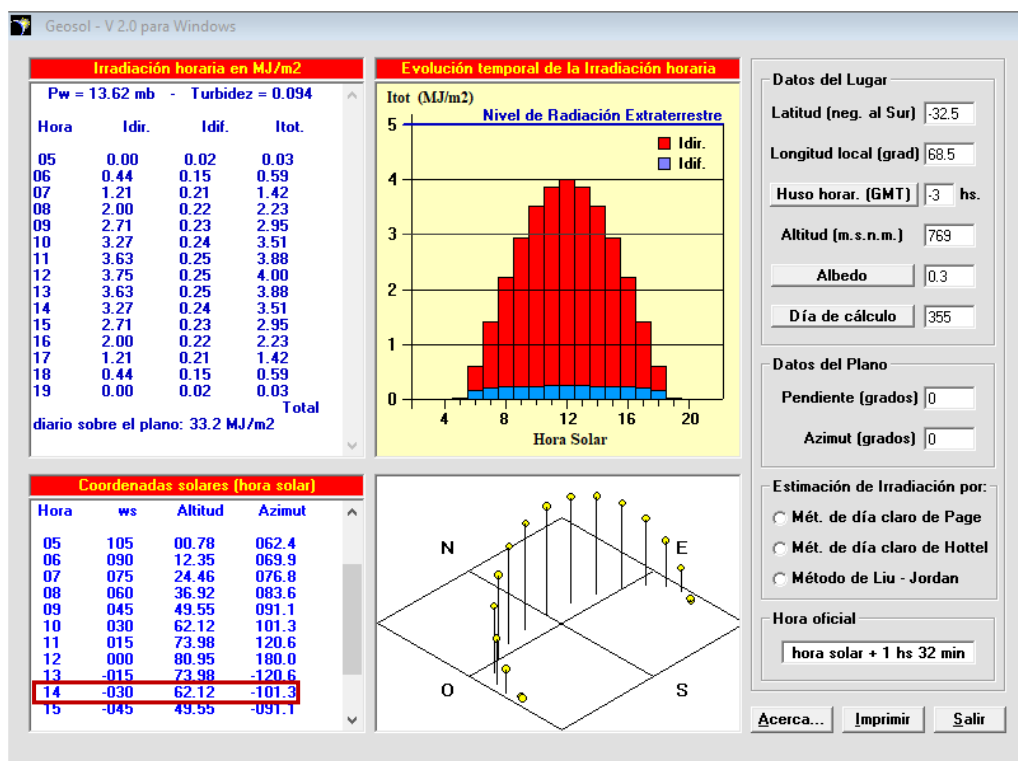 Geosol - V 2.0 para Windows
Irradiación horaria en MJ/m2
Pw = 13.62 mb - Turbidez = 0.094
Hora Idir. Idif. Itot.
05 0.00 0.02 0.03
06 0.44 0.15 0.59
07 1.21 0.21 1.42
08 2.00 0.22 2.23
09 2.71 0.23 2.95
10 3.27 0.24 3.51
11 3.63 0.25 3.88
12 3.75 0.25 4.00
13 3.63 0.25 3.88
14 3.27 0.24 3.51
15 2.71 0.23 2.95
16 2.00 0.22 2.23
17 1.21 0.21 1.42
18 0.44 0.15 0.59
19 0.00 0.02 0.03
Total
diario sobre el plano: 33.2 MJ/m2
Evolución temporal de la Irradiación horaria
Itot (MJ/m2)
Nivel de Radiación Extraterrestre
Idir.
Idif.
5
4
3
2
1
0
4 8 12 16 20
Hora Solar
Datos del Lugar
Latitud (neg. al Sur) -32.5
Longitud local (grad) 68.5
Huso horar. (GMT) -3 hs.
Altitud (m.s.n.m.) 769
Albedo 0.3
Día de cálculo 355
Datos del Plano
Pendiente (grados) 0
Azimut (grados) 0
Coordenadas solares (hora solar)
Hora ws Altitud Azimut
05 105 00.78 062.4
06 090 12.35 069.9
07 075 24.46 076.8
08 060 36.92 083.6
09 045 49.55 091.1
10 030 62.12 101.3
11 015 73.98 120.6
12 000 80.95 180.0
13 -015 73.98 -120.6
14 -030 62.12 -101.3
15 -045 49.55 -091.1
N E
O S
Estimación de Irradiación por:
Mét. de día claro de Page
Mét. de día claro de Hottel
Método de Liu - Jordan
Hora oficial
hora solar + 1 hs 32 min
Acerca... Imprimir Salir